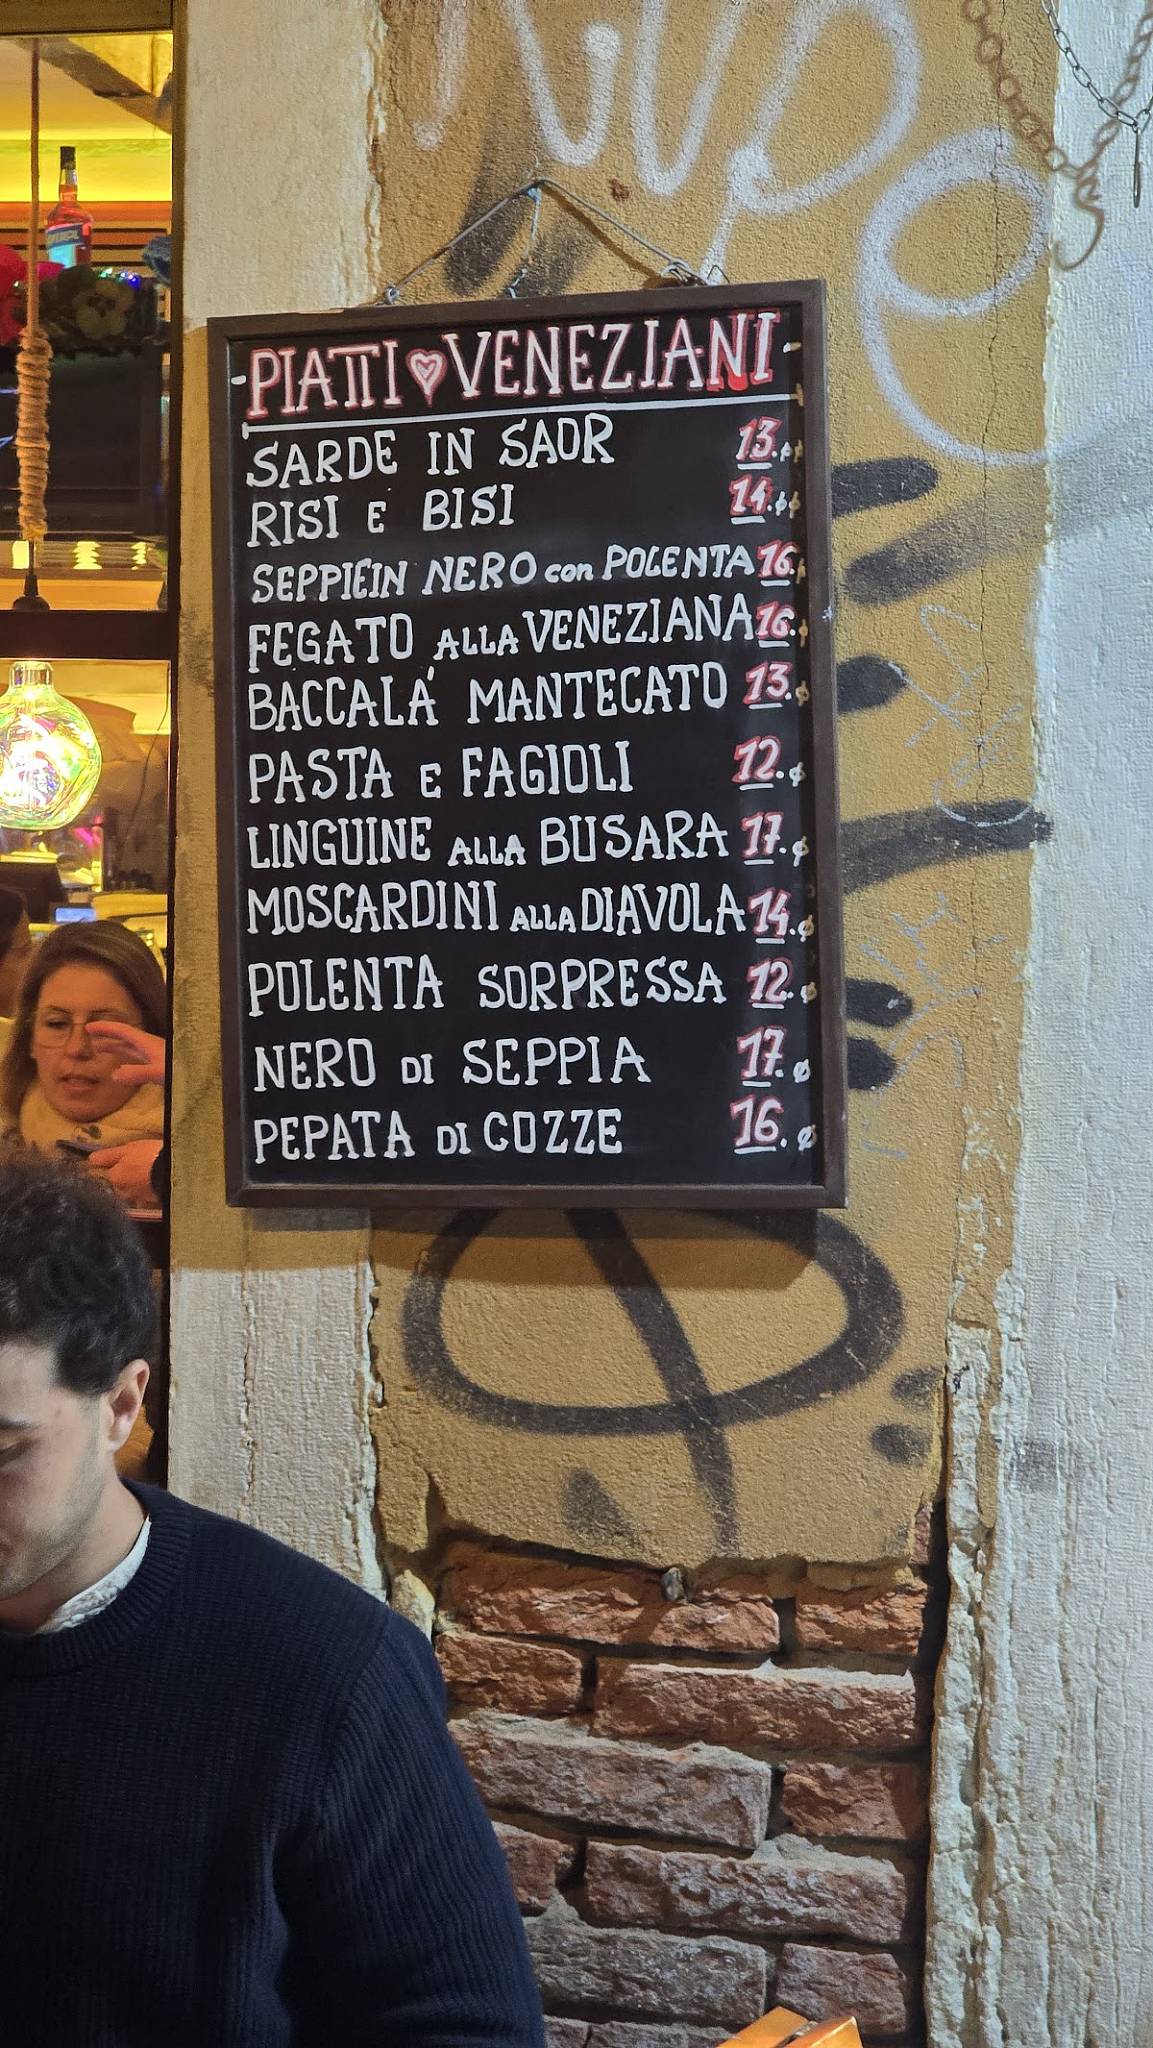 -PIATTI♥VENEZIANI-
SARDE IN SAOR 13.
RISI E BISI 14.
SEPPIEIN NERO con POLENTA 16.
FEGATO ALLA VENEZIANA 16.
BACCALA' MANTECATO 13.
PASTA E FAGIOLI 12.ø
LINGUINE ALLA BUSARA 17.ø
MOSCARDINI ALLA DIAVOLA 14.ø
POLENTA SORPRESSA 12.ø
NERO DI SEPPIA 17.ø
PEPATA DI COZZE 16.ø